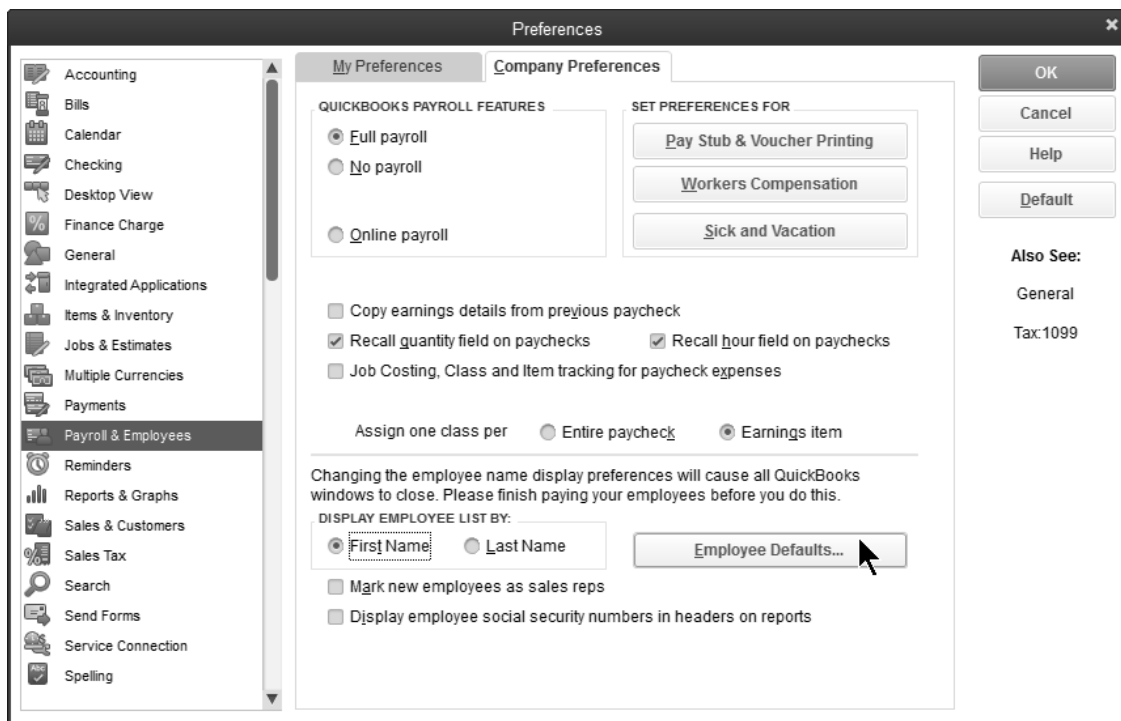 Preferences
Accounting
Bills
Calendar
Checking
Desktop View
Finance Charge
General
Integrated Applications
Items & Inventory
Jobs & Estimates
Multiple Currencies
Payments
Payroll & Employees
Reminders
Reports & Graphs
Sales & Customers
Sales Tax
Search
Send Forms
Service Connection
Spelling
My Preferences
Company Preferences
QUICKBOOKS PAYROLL FEATURES
Full payroll
No payroll
Online payroll
SET PREFERENCES FOR
Pay Stub & Voucher Printing
Workers Compensation
Sick and Vacation
Copy earnings details from previous paycheck
Recall quantity field on paychecks
Recall hour field on paychecks
Job Costing, Class and Item tracking for paycheck expenses
Assign one class per
Entire paycheck
Earnings item
Changing the employee name display preferences will cause all QuickBooks
windows to close. Please finish paying your employees before you do this.
DISPLAY EMPLOYEE LIST BY:
First Name
Last Name
Employee Defaults...
Mark new employees as sales reps
Display employee social security numbers in headers on reports
OK
Cancel
Help
Default
Also See:
General
Tax:1099